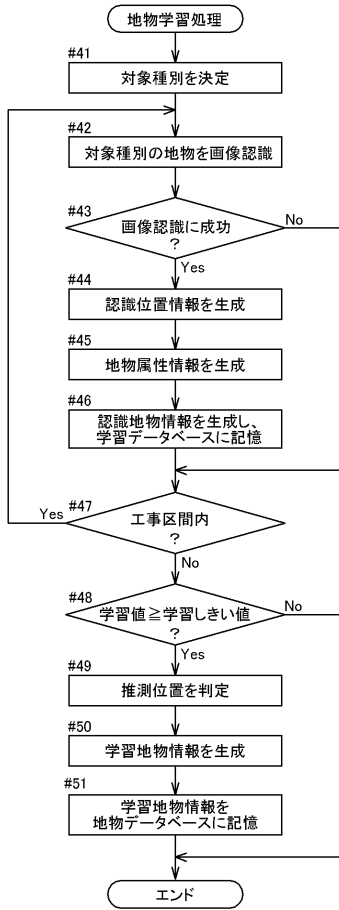 地物学習処理
#41
対象種別を決定
#42
対象種別の地物を画像認識
#43
画像認識に成功
?
No
Yes
#44
認識位置情報を生成
#45
地物属性情報を生成
#46
認識地物情報を生成し、
学習データベースに記憶
#47
Yes
工事区間内
?
No
#48
学習値≧学習しきい値
?
No
Yes
#49
推測位置を判定
#50
学習地物情報を生成
#51
学習地物情報を
地物データベースに記憶
エンド